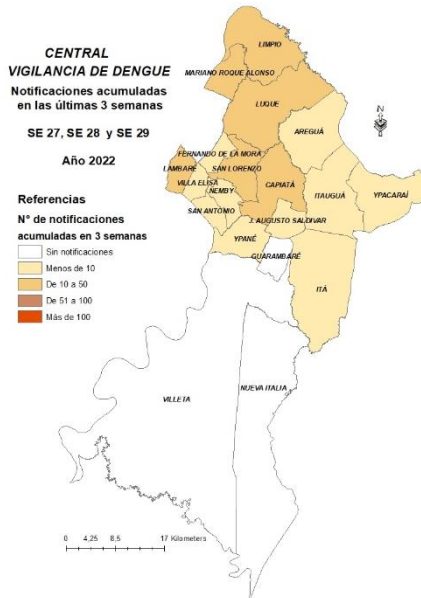 CENTRAL
VIGILANCIA DE DENGUE
Notificaciones acumuladas
en las últimas 3 semanas
SE 27, SE 28 y SE 29
Año 2022
Referencias
N° de notificaciones
acumuladas en 3 semanas
Sin notificaciones
Menos de 10
De 10 a 50
De 51 a 100
Más de 100
LIMPIO
MARIANO ROQUE ALONSO
LUQUE
N
AREGUÁ
FERNANDO DE LA MORA
LAMBARÉ
SAN LORENZO
VILLA ELISA
CAPIATÁ
ÑEMBY
ITAUGUÁ
YPACARAÍ
SAN ANTONIO
J. AUGUSTO SALDIVAR
YPANÉ
GUARAMBARÉ
ITÁ
NUEVA ITALIA
VILLETA
0 4,25 8,5 17 Kilometers